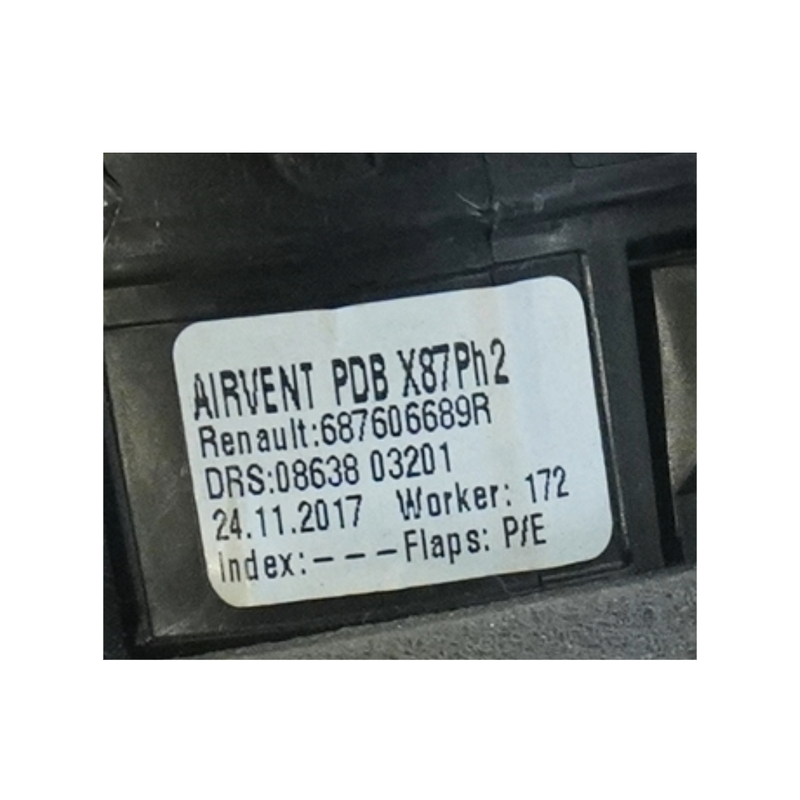 AIRVENT PDB X87Ph2
Renault:687606689R
DRS:08638 03201
24.11.2017 Worker: 172
Index:---Flaps: P/E